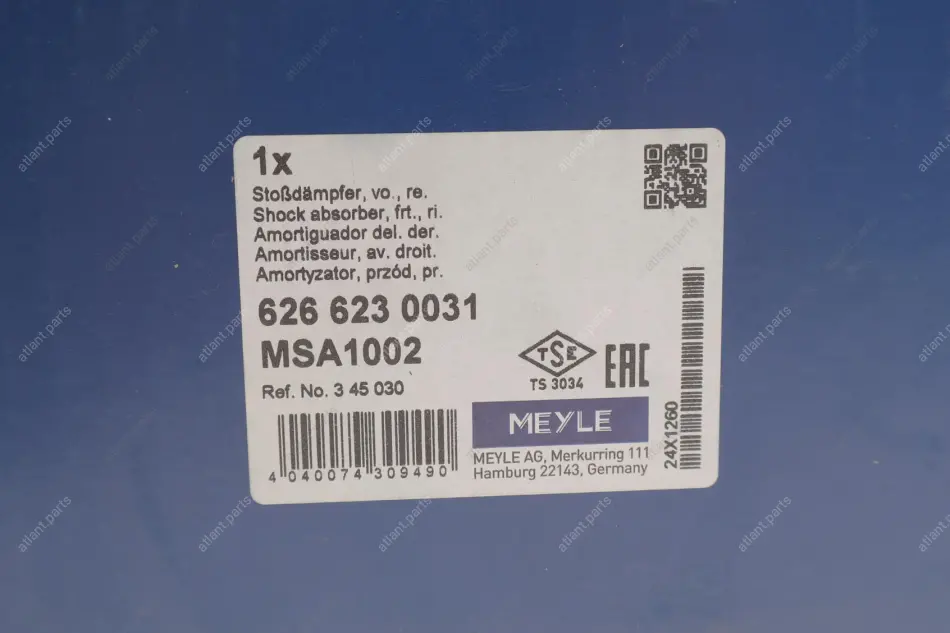 1x
Stoßdämpfer, vo., re.
Shock absorber, frt., ri.
Amortiguador del. der.
Amortisseur, av. droit.
Amortyzator, przód, pr.
626 623 0031
MSA1002
Ref. No. 3 45 030
4 040074 309490
TSE
TS 3034
EAC
MEYLE
MEYLE AG, Merkurring 111
Hamburg 22143, Germany
24X1260
atlant.parts